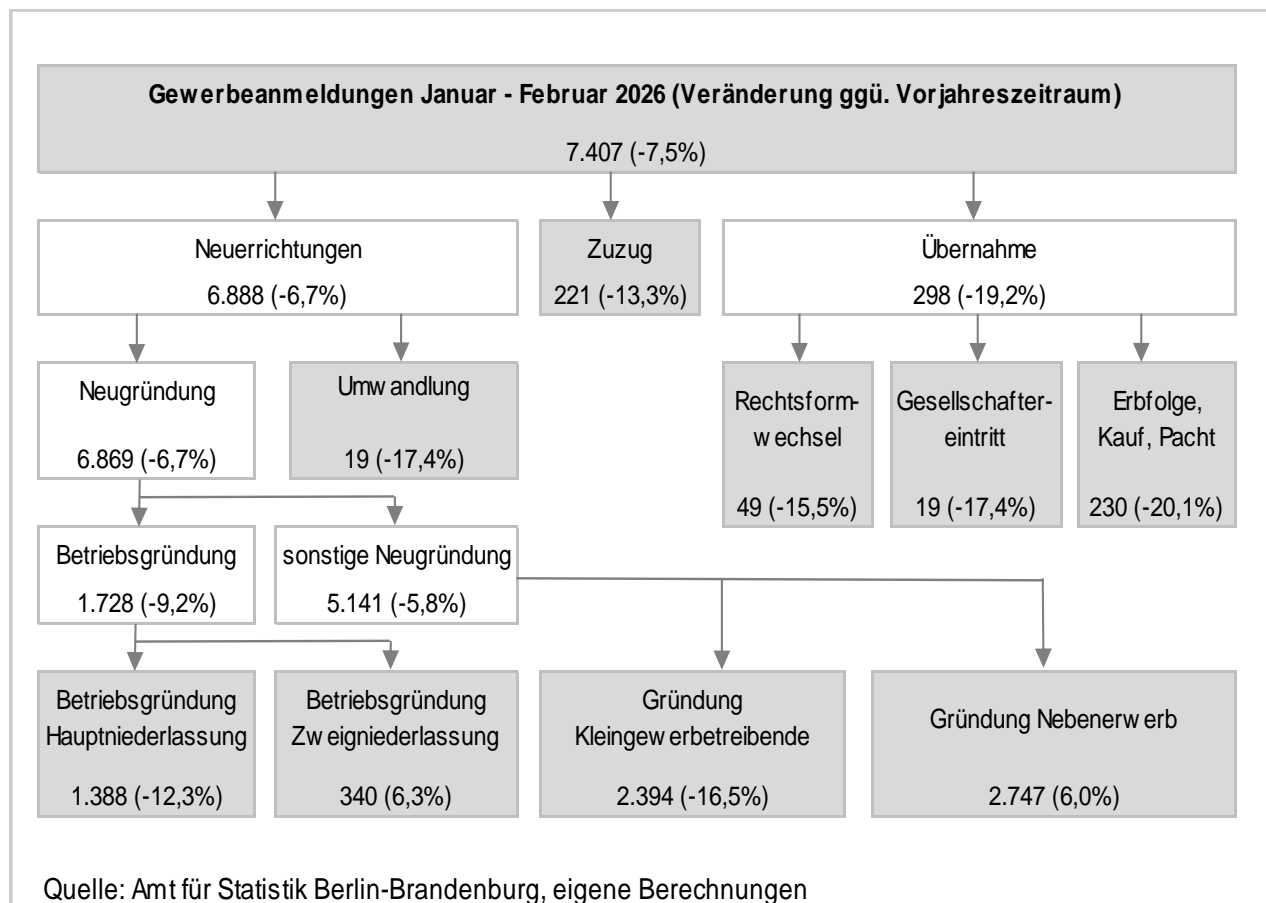 Gewerbeanmeldungen Januar - Februar 2026 (Veränderung ggü. Vorjahreszeitraum)
7.407 (-7,5%)
Neuerrichtungen
6.888 (-6,7%)
Zuzug
221 (-13,3%)
Übernahme
298 (-19,2%)
Neugründung
6.869 (-6,7%)
Umwandlung
19 (-17,4%)
Rechtsform-
wechsel
49 (-15,5%)
Gesellschafter-
eintritt
19 (-17,4%)
Erbfolge,
Kauf, Pacht
230 (-20,1%)
Betriebsgründung
1.728 (-9,2%)
sonstige Neugründung
5.141 (-5,8%)
Betriebsgründung
Hauptniederlassung
1.388 (-12,3%)
Betriebsgründung
Zweigniederlassung
340 (6,3%)
Gründung
Kleingewerbetreibende
2.394 (-16,5%)
Gründung Nebenerwerb
2.747 (6,0%)
Quelle: Amt für Statistik Berlin-Brandenburg, eigene Berechnungen